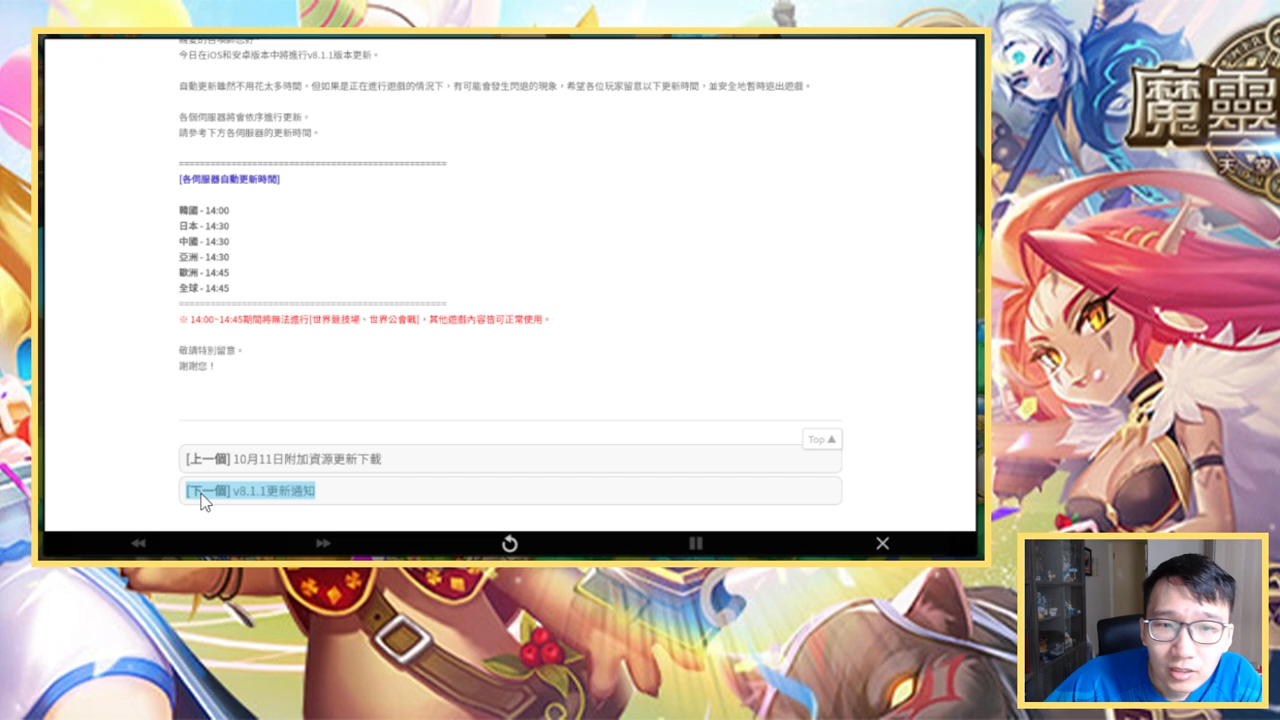 親愛的召喚師您好。
今日在iOS和安卓版本中將進行v8.1.1版本更新。
自動更新雖然不用花太多時間，但如果是正在進行遊戲的情況下，有可能會發生閃退的現象，希望各位玩家留意以下更新時間，並安全地暫時退出遊戲。
各個伺服器將會依序進行更新。
請參考下方各伺服器的更新時間。
===================================================
[各伺服器自動更新時間]
韓國 - 14:00
日本 - 14:30
中國 - 14:30
亞洲 - 14:30
歐洲 - 14:45
全球 - 14:45
===================================================
※ 14:00~14:45期間將無法進行[世界競技場、世界公會戰]，其他遊戲內容皆可正常使用。
敬請特別留意。
謝謝您！
Top ▲
[上一個] 10月11日附加資源更新下載
[下一個] v8.1.1更新通知
魔靈
天空